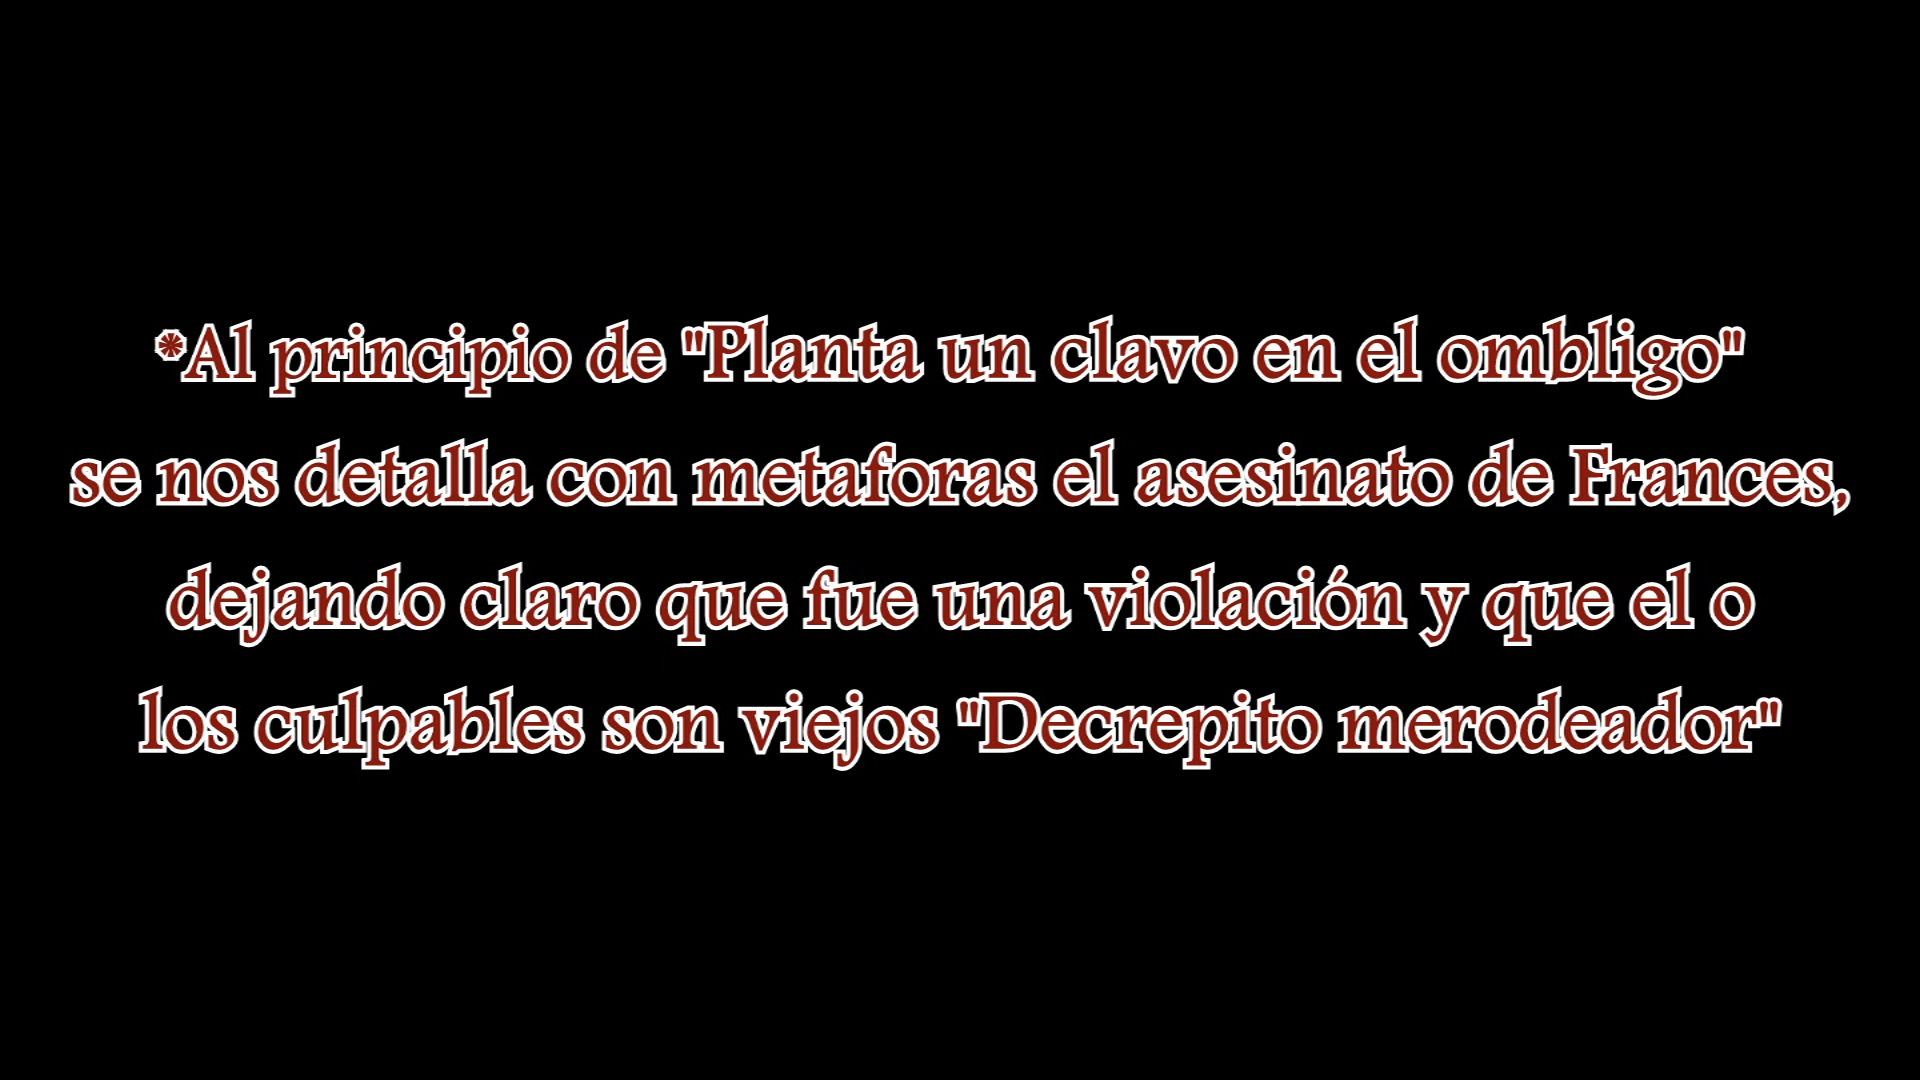 *Al principio de "Planta un clavo en el ombligo"
se nos detalla con metaforas el asesinato de Frances,
dejando claro que fue una violación y que el o
los culpables son viejos "Decrepito merodeador"